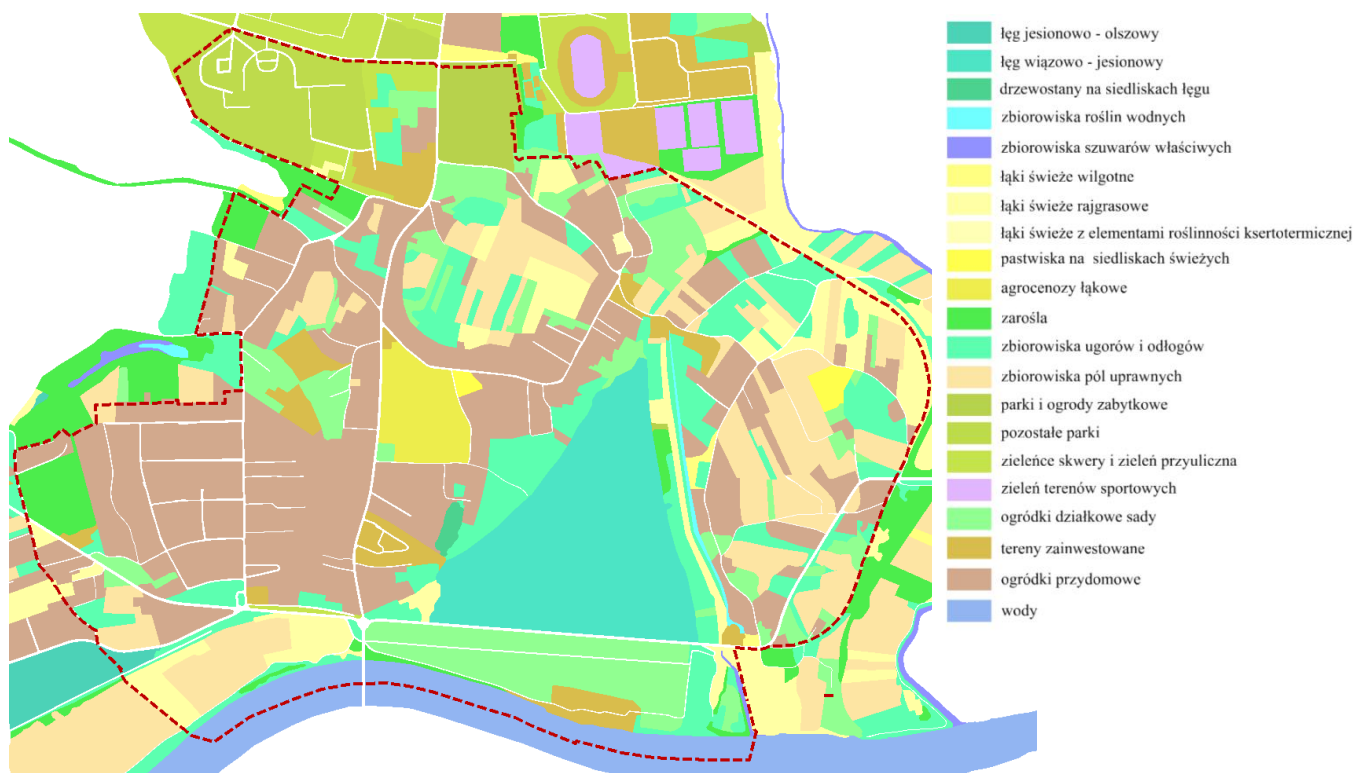 łęg jesionowo - olszowy
łęg wiązowo - jesionowy
drzewostany na siedliskach łęgu
zbiorowiska roślin wodnych
zbiorowiska szuwarów właściwych
łąki świeże wilgotne
łąki świeże rajgrasowe
łąki świeże z elementami roślinności ksertotermicznej
pastwiska na siedliskach świeżych
agrocenozy łąkowe
zarośla
zbiorowiska ugorów i odłogów
zbiorowiska pól uprawnych
parki i ogrody zabytkowe
pozostałe parki
zieleńce skwery i zieleń przyuliczna
zieleń terenów sportowych
ogródki działkowe sady
tereny zainwestowane
ogródki przydomowe
wody